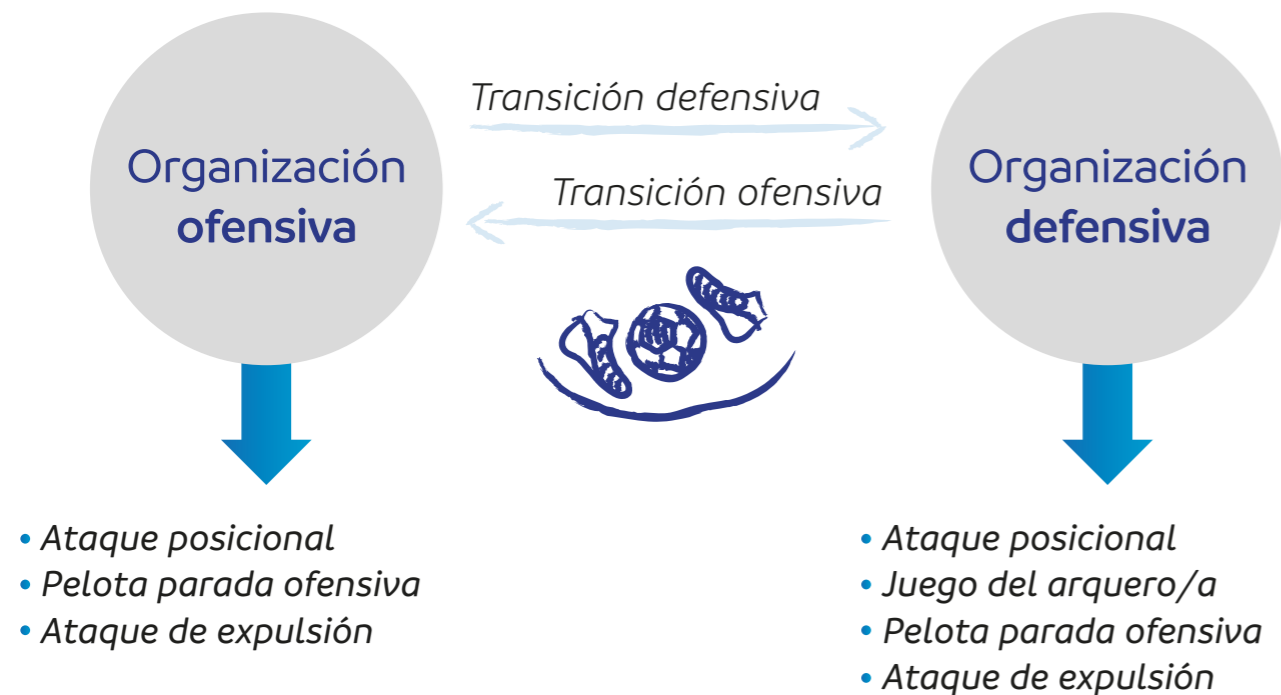 Organización
ofensiva
Transición defensiva
Transición ofensiva
Organización
defensiva
• Ataque posicional
• Pelota parada ofensiva
• Ataque de expulsión
• Ataque posicional
• Juego del arquero/a
• Pelota parada ofensiva
• Ataque de expulsión